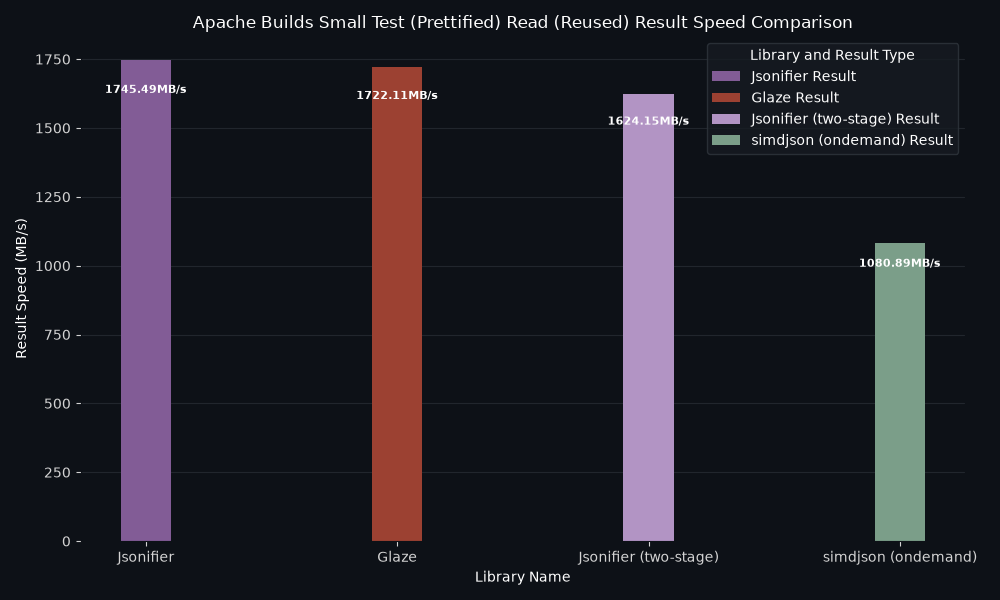 Apache Builds Small Test (Prettified) Read (Reused) Result Speed Comparison
Library and Result Type
Jsonifier Result
Glaze Result
Jsonifier (two-stage) Result
simdjson (ondemand) Result
Result Speed (MB/s)
1750
1500
1250
1000
750
500
250
0
1745.49MB/s
1722.11MB/s
1624.15MB/s
1080.89MB/s
Jsonifier
Glaze
Jsonifier (two-stage)
simdjson (ondemand)
Library Name